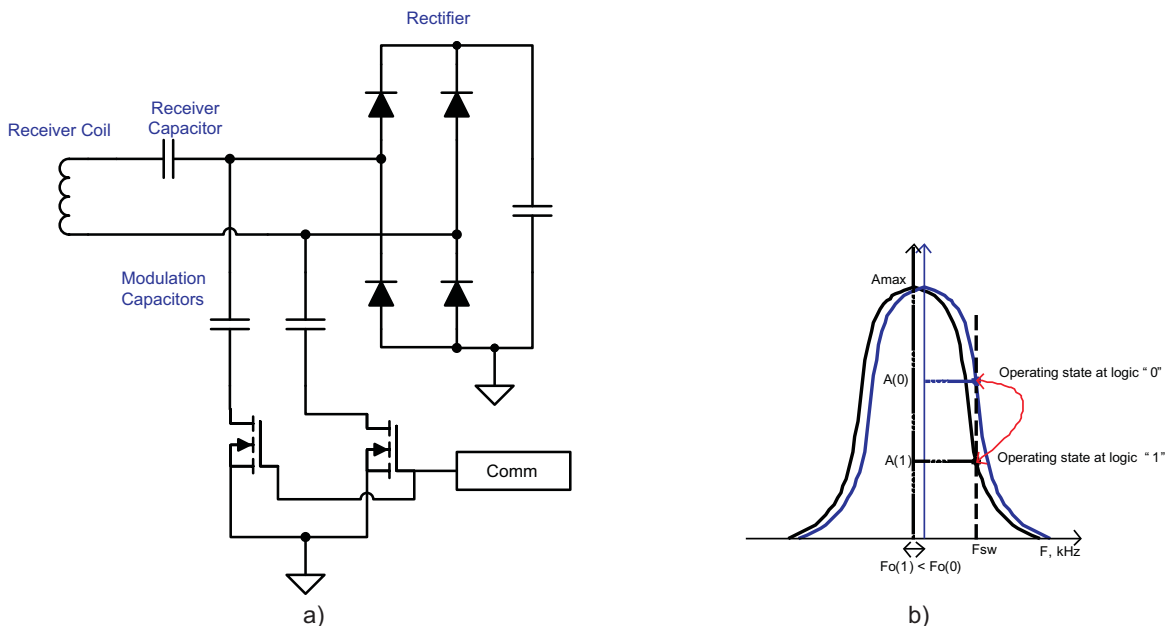 Rectifier
Receiver
Capacitor
Receiver Coil
Modulation
Capacitors
Comm
a)
Amax
A(0)
Operating state at logic “ 0”
A(1)
Operating state at logic “ 1”
Fsw
F, kHz
Fo(1) < Fo(0)
b)